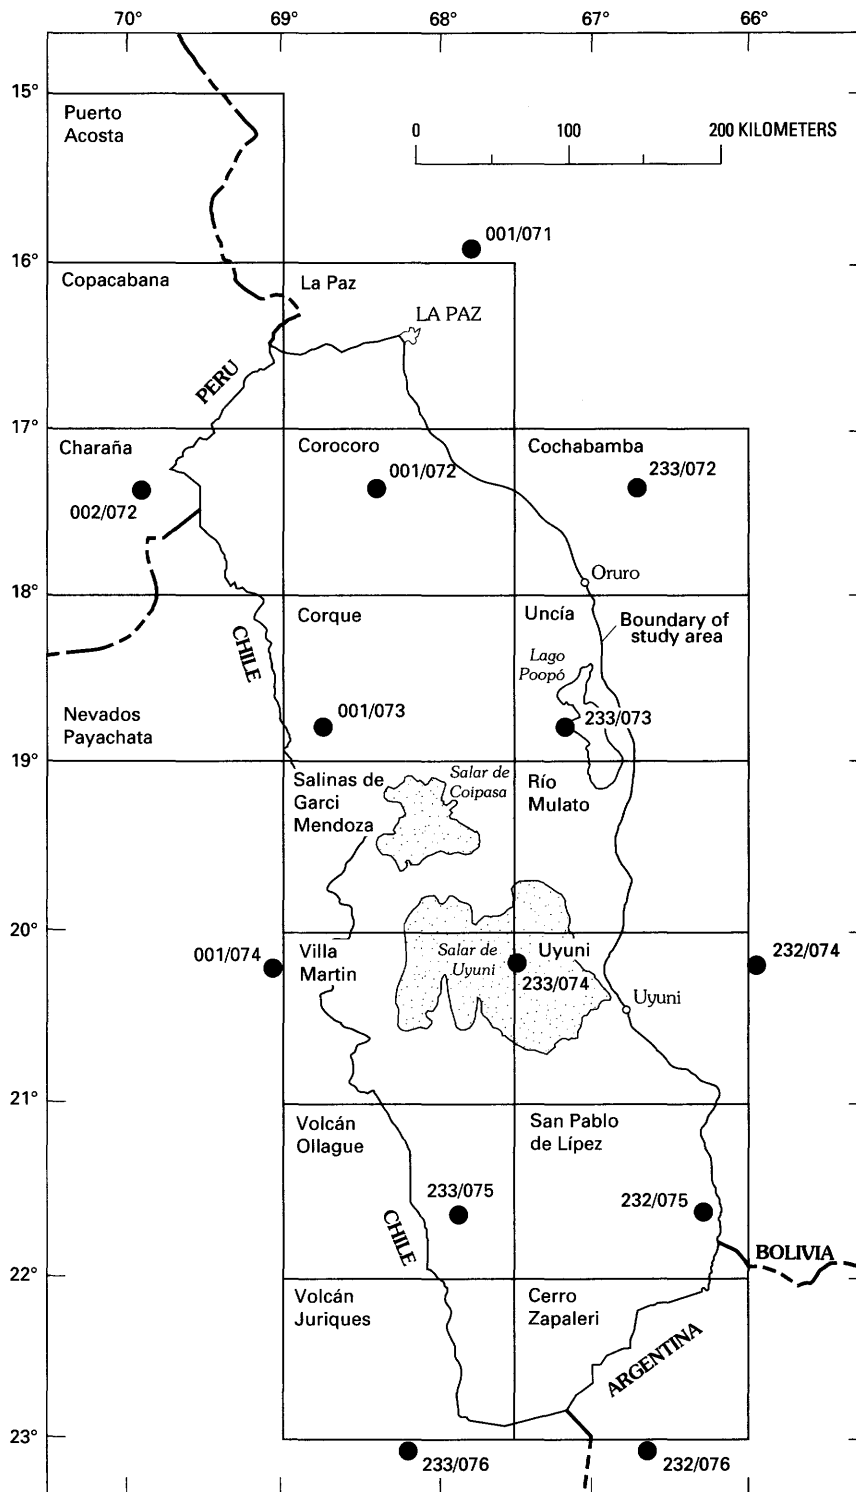 70° 69° 68° 67° 66°
15°
Puerto
Acosta
0 100 200 KILOMETERS
001/071
16°
Copacabana
La Paz
LA PAZ
PERU
17°
Charaña
Corocoro
Cochabamba
001/072
233/072
002/072
Oruro
18°
Corque
Uncía
Boundary of
study area
CHILE
Lago
Poopó
Nevados
Payachata
001/073
233/073
19°
Salinas de
Garci
Mendoza
Salar de
Coipasa
Río
Mulato
20°
001/074
Villa
Martin
Salar de
Uyuni
Uyuni
233/074
232/074
Uyuni
21°
Volcán
Ollague
San Pablo
de Lípez
233/075
232/075
CHILE
BOLIVIA
22°
Volcán
Juriques
Cerro
Zapaleri
ARGENTINA
23°
233/076
232/076